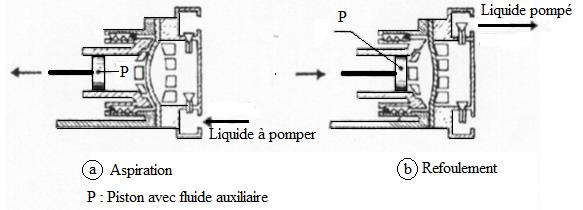 Liquide pompé
P
P
Liquide à pomper
a Aspiration
b Refoulement
P : Piston avec fluide auxiliaire